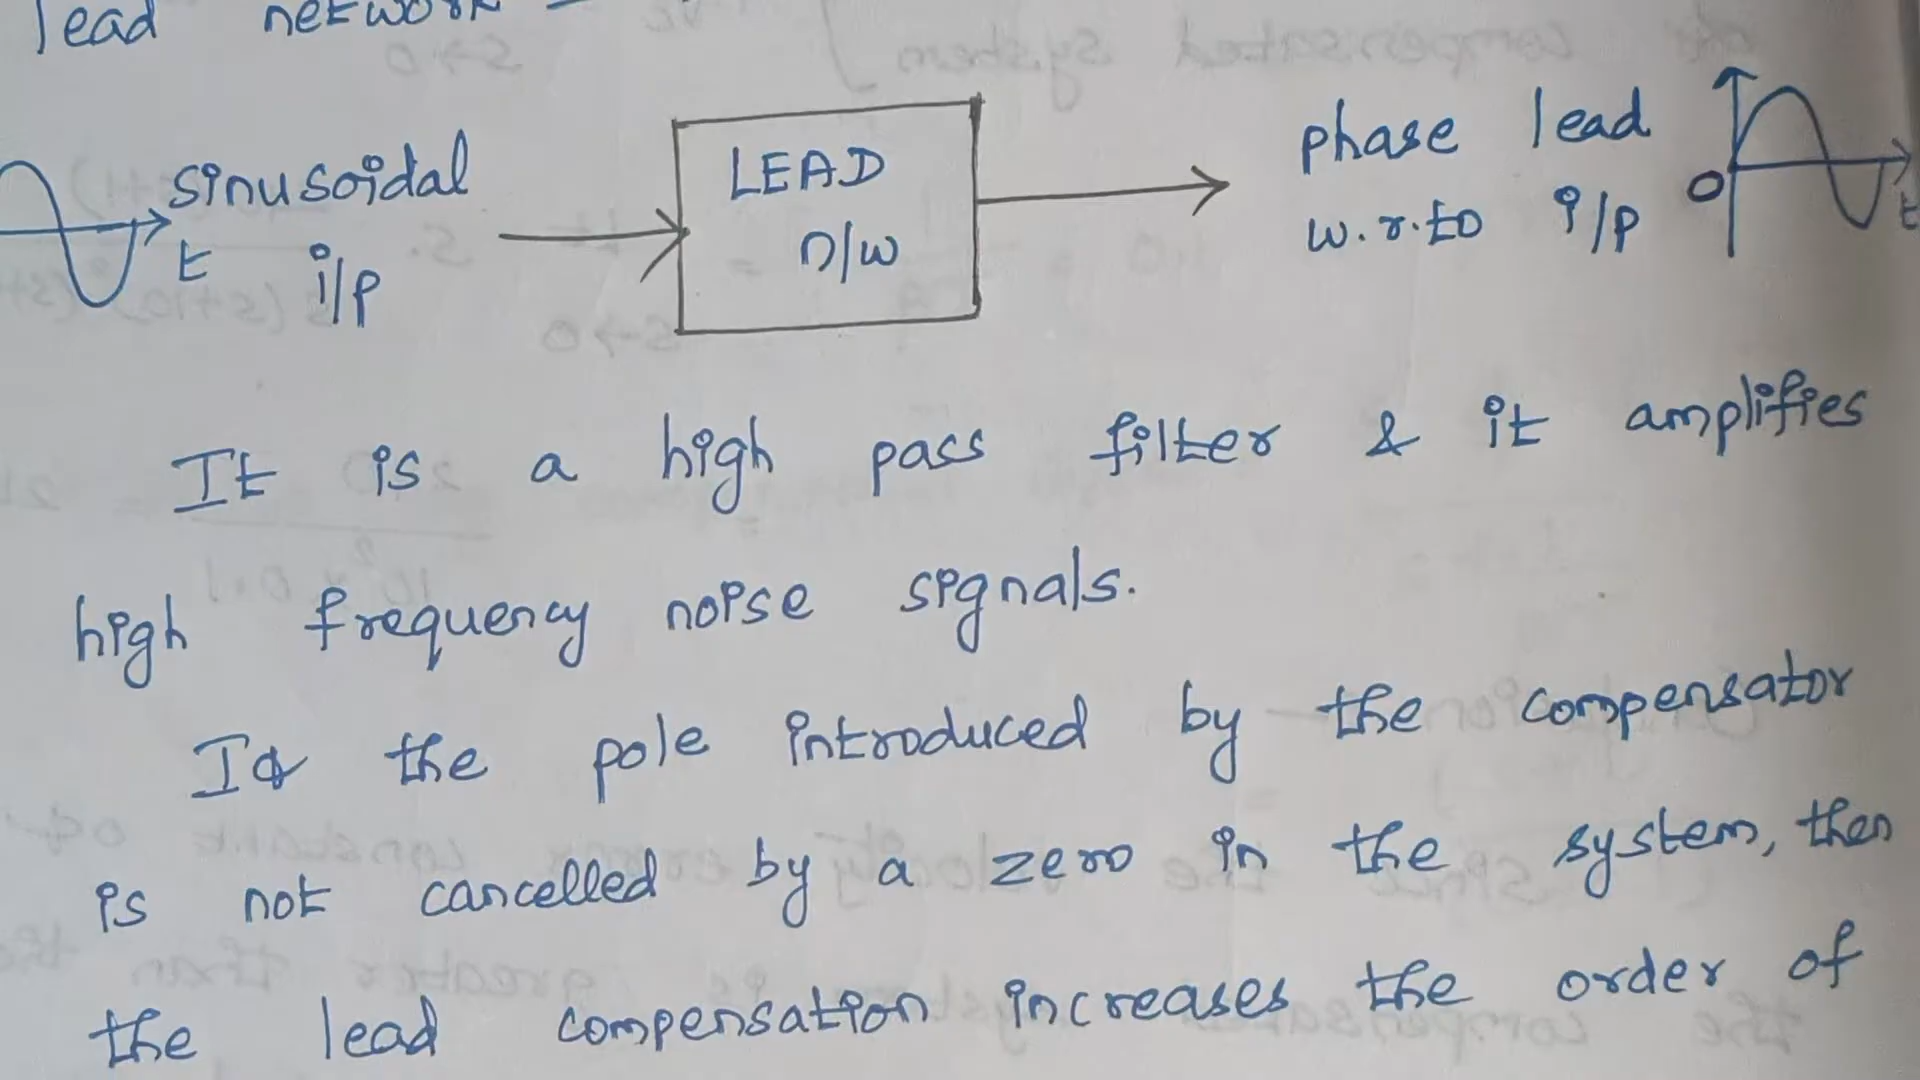 lead network
sinusoidal
t i/p
LEAD
n/w
phase lead
w.r.to i/p
0
t
It is a high pass filter & it amplifies
high frequency noise signals.
If the pole introduced by the compensator
is not cancelled by a zero in the system, then
the lead compensation increases the order of